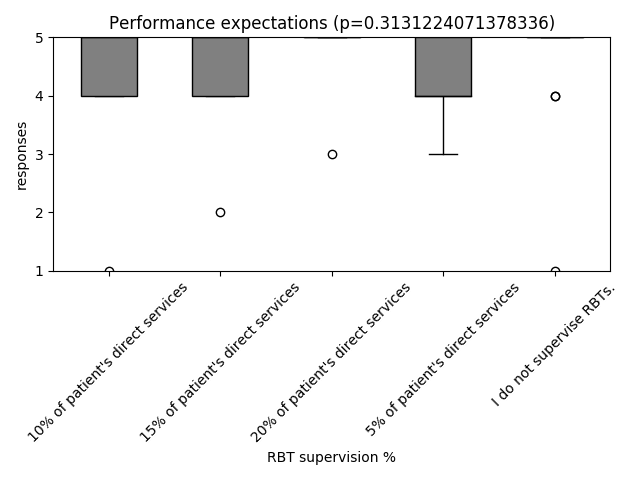 Performance expectations (p=0.3131224071378336)
5
4
3
2
1
responses
10% of patient's direct services
15% of patient's direct services
20% of patient's direct services
5% of patient's direct services
I do not supervise RBTs.
RBT supervision %